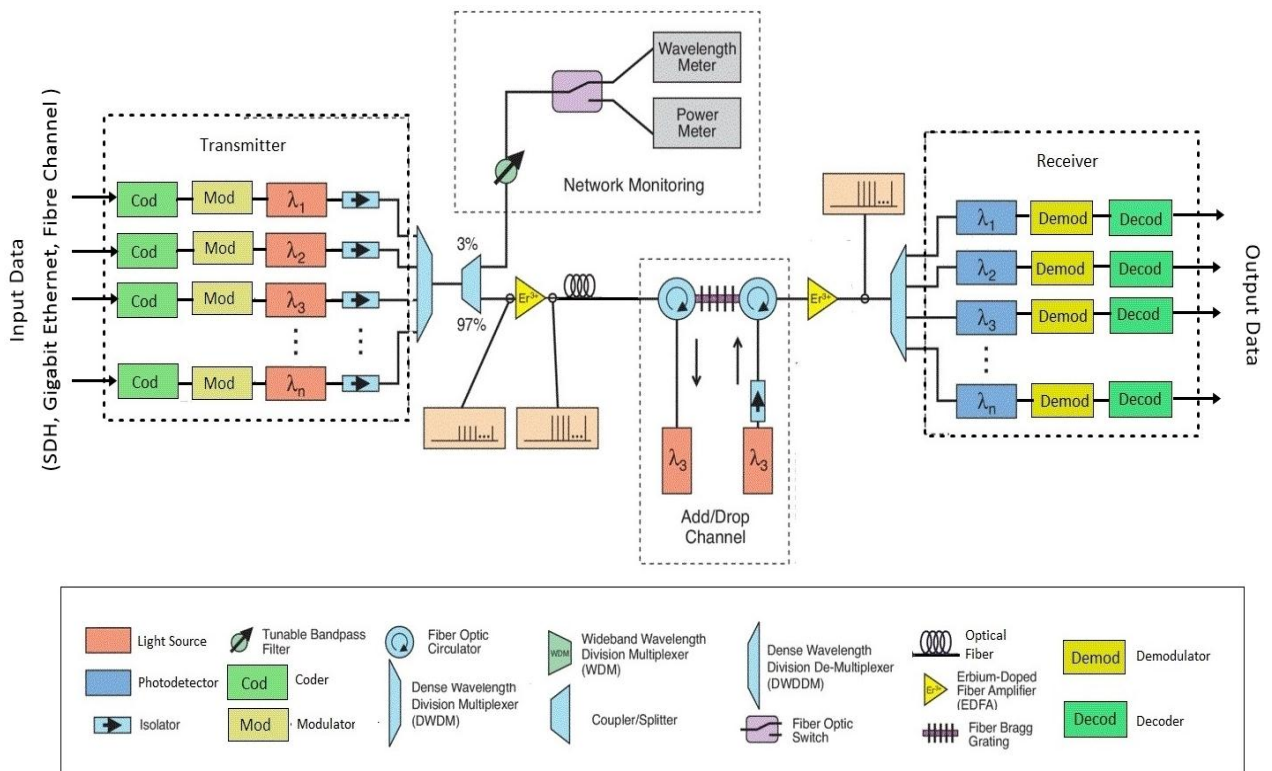 Input Data
(SDH, Gigabit Ethernet, Fibre Channel )
Transmitter
Cod Mod λ1
Cod Mod λ2
Cod Mod λ3
Cod Mod λn
3%
97%
Wavelength
Meter
Power
Meter
Network Monitoring
Er3+
λ3
λ3
Add/Drop
Channel
Er3+
Receiver
λ1 Demod Decod
λ2 Demod Decod
λ3 Demod Decod
λn Demod Decod
Output Data
Light Source
Photodetector
Isolator
Tunable Bandpass
Filter
Cod Coder
Mod Modulator
Fiber Optic
Circulator
Dense Wavelength
Division Multiplexer
(DWDM)
WDM
Wideband Wavelength
Division Multiplexer
(WDM)
Coupler/Splitter
Dense Wavelength
Division De-Multiplexer
(DWDDM)
Fiber Optic
Switch
Optical
Fiber
Er3+
Erbium-Doped
Fiber Amplifier
(EDFA)
Fiber Bragg
Grating
Demod Demodulator
Decod Decoder